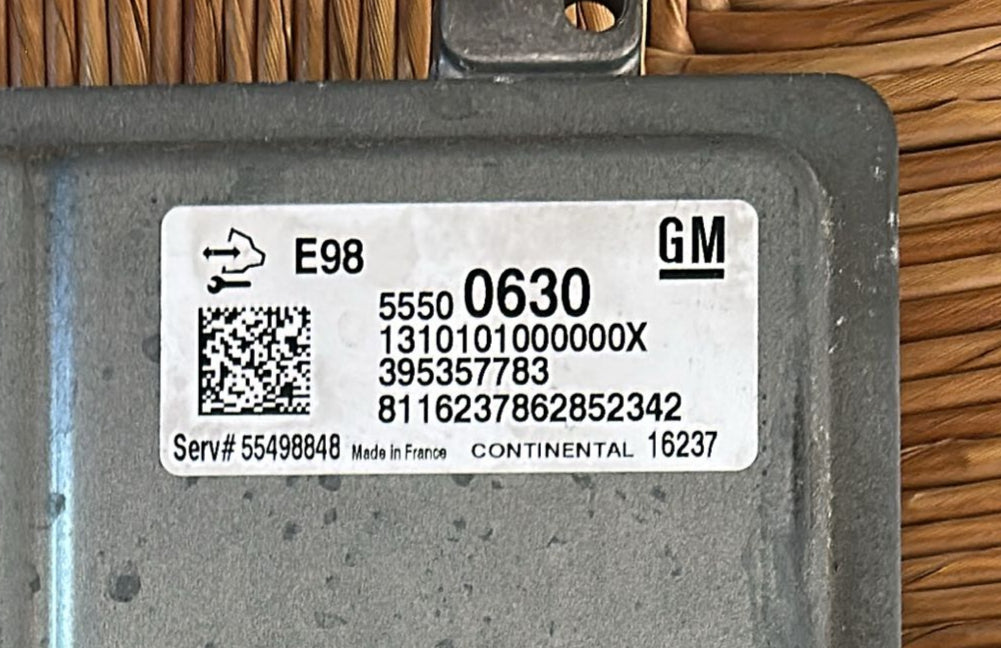 E98
GM
5550 0630
1310101000000X
395357783
8116237862852342
Serv# 55498848 Made in France CONTINENTAL 16237